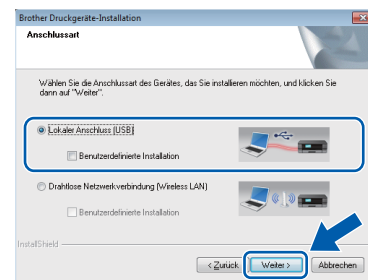 Brother Druckgeräte-Installation
Anschlussart
Wählen Sie die Anschlussart des Gerätes, das Sie installieren möchten, und klicken Sie
dann auf "Weiter".
Lokaler Anschluss (USB)
Benutzerdefinierte Installation
Drahtlose Netzwerkverbindung (Wireless LAN)
Benutzerdefinierte Installation
InstallShield
< Zurück
Weiter >
Abbrechen